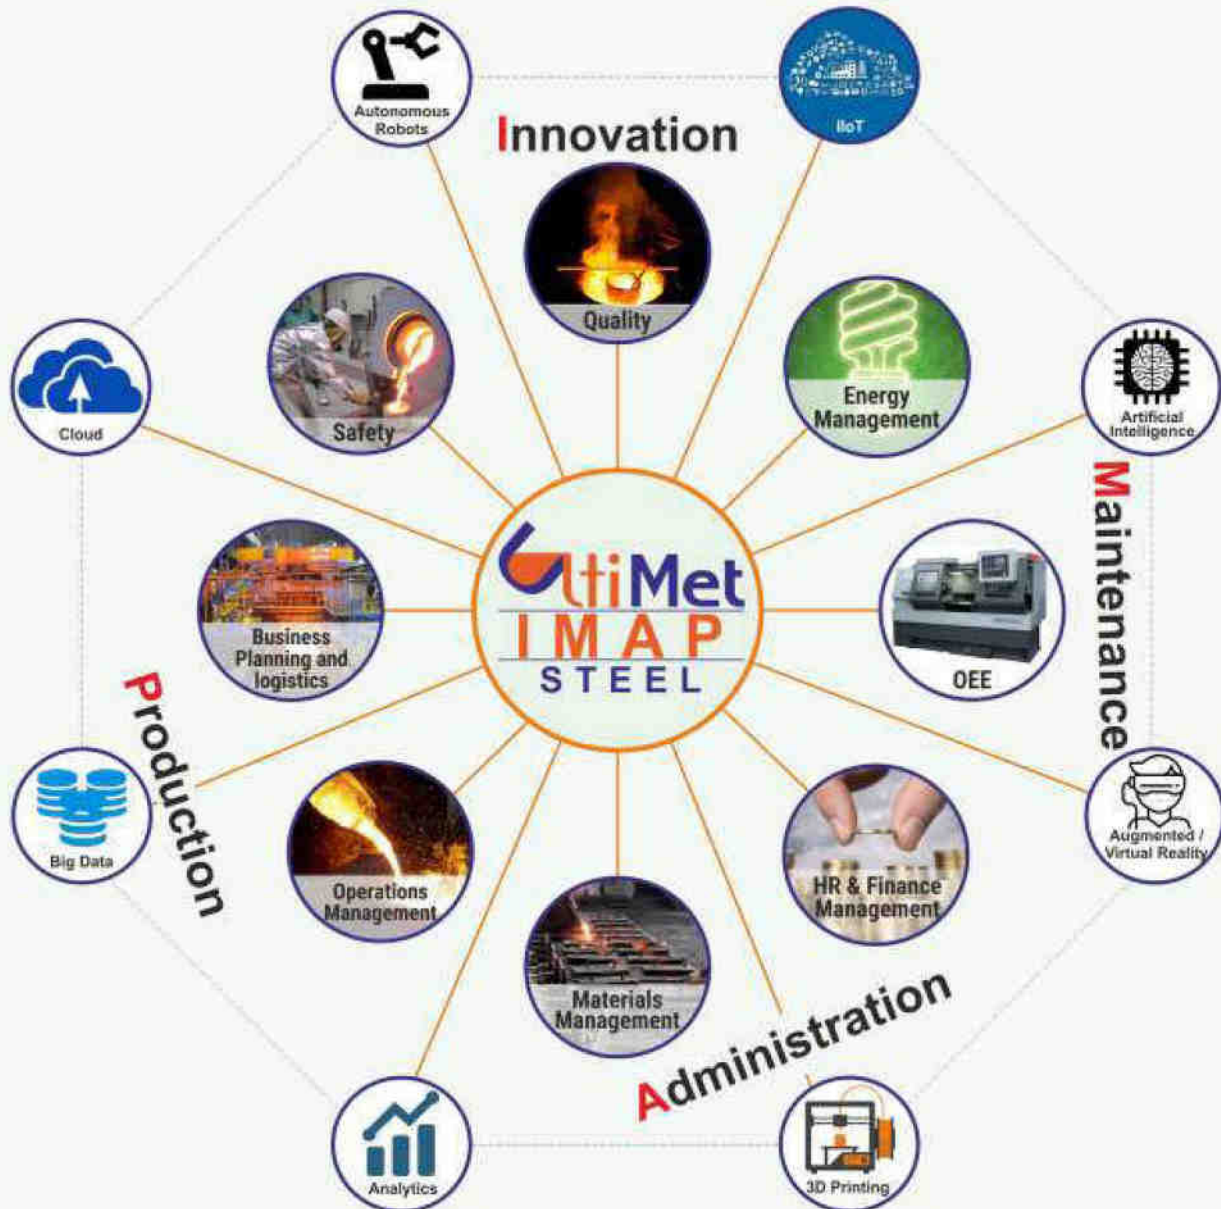 Autonomous
Robots
IIoT
Innovation
Quality
Safety
Energy
Management
Cloud
Artificial
Intelligence
Maintenance
UltiMet
IMAP
STEEL
Business
Planning and
logistics
OEE
Production
Big Data
Augmented /
Virtual Reality
Operations
Management
HR & Finance
Management
Materials
Management
Administration
Analytics
3D Printing